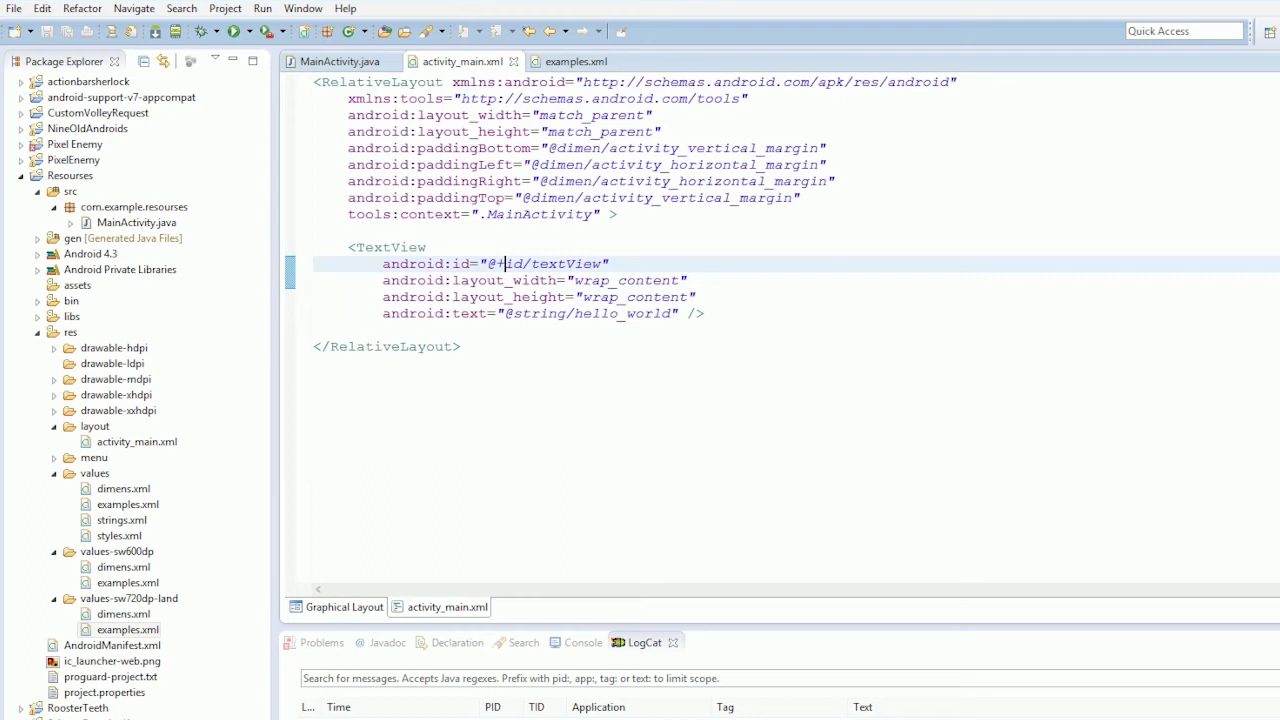 File Edit Refactor Navigate Search Project Run Window Help
Quick Access
Package Explorer
MainActivity.java activity_main.xml examples.xml
actionbarsherlock
android-support-v7-appcompat
CustomVolleyRequest
NineOldAndroids
Pixel Enemy
PixelEnemy
Resourses
src
com.example.resourses
MainActivity.java
gen [Generated Java Files]
Android 4.3
Android Private Libraries
assets
bin
libs
res
drawable-hdpi
drawable-ldpi
drawable-mdpi
drawable-xhdpi
drawable-xxhdpi
layout
activity_main.xml
menu
values
dimens.xml
examples.xml
strings.xml
styles.xml
values-sw600dp
dimens.xml
examples.xml
values-sw720dp-land
dimens.xml
examples.xml
AndroidManifest.xml
ic_launcher-web.png
proguard-project.txt
project.properties
RoosterTeeth
<RelativeLayout xmlns:android="http://schemas.android.com/apk/res/android"
xmlns:tools="http://schemas.android.com/tools"
android:layout_width="match_parent"
android:layout_height="match_parent"
android:paddingBottom="@dimen/activity_vertical_margin"
android:paddingLeft="@dimen/activity_horizontal_margin"
android:paddingRight="@dimen/activity_horizontal_margin"
android:paddingTop="@dimen/activity_vertical_margin"
tools:context=".MainActivity" >
<TextView
android:id="@+id/textView"
android:layout_width="wrap_content"
android:layout_height="wrap_content"
android:text="@string/hello_world" />
</RelativeLayout>
Graphical Layout activity_main.xml
Problems Javadoc Declaration Search Console LogCat
Search for messages. Accepts Java regexes. Prefix with pid:, app:, tag: or text: to limit scope.
L... Time PID TID Application Tag Text